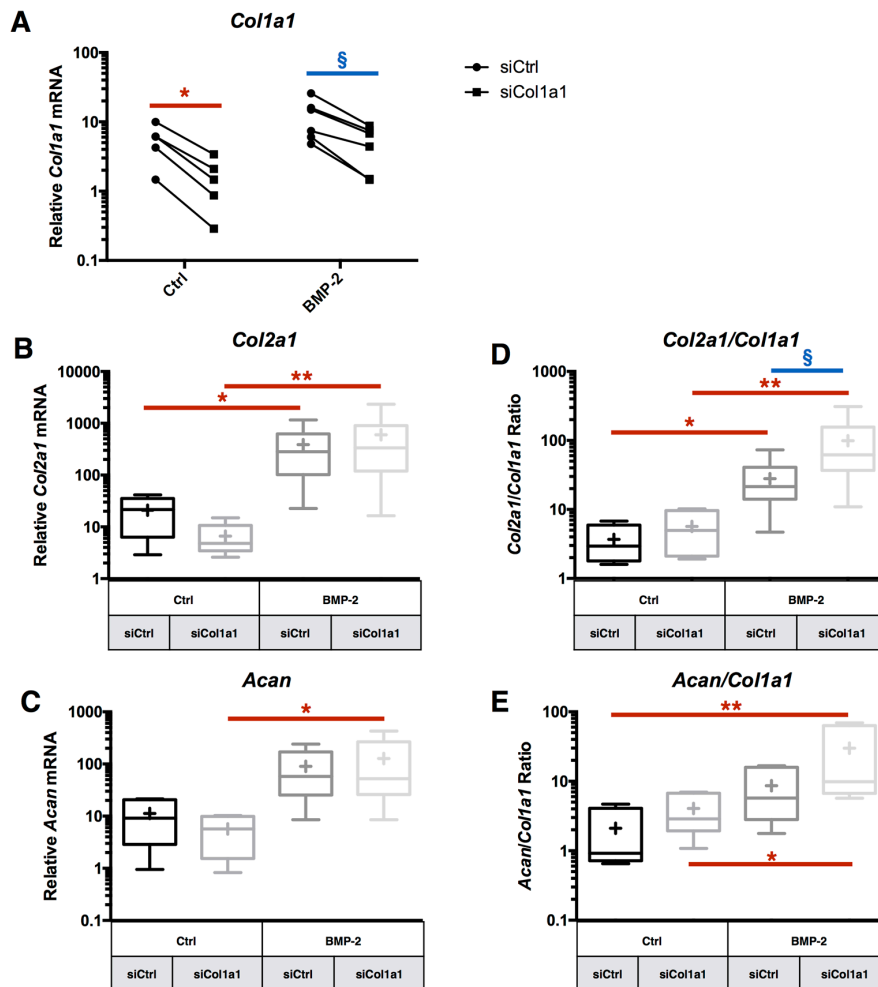 A
Col1a1
Relative Col1a1 mRNA
100
10
1
0.1
*
§
Ctrl
BMP-2
siCtrl
siCol1a1
B
Col2a1
Relative Col2a1 mRNA
10000
1000
100
10
1
*
**
Ctrl
BMP-2
siCtrl
siCol1a1
siCtrl
siCol1a1
D
Col2a1/Col1a1
Col2a1/Col1a1 Ratio
1000
100
10
1
*
**
§
Ctrl
BMP-2
siCtrl
siCol1a1
siCtrl
siCol1a1
C
Acan
Relative Acan mRNA
1000
100
10
1
0.1
*
Ctrl
BMP-2
siCtrl
siCol1a1
siCtrl
siCol1a1
E
Acan/Col1a1
Acan/Col1a1 Ratio
100
10
1
0.1
**
*
Ctrl
BMP-2
siCtrl
siCol1a1
siCtrl
siCol1a1